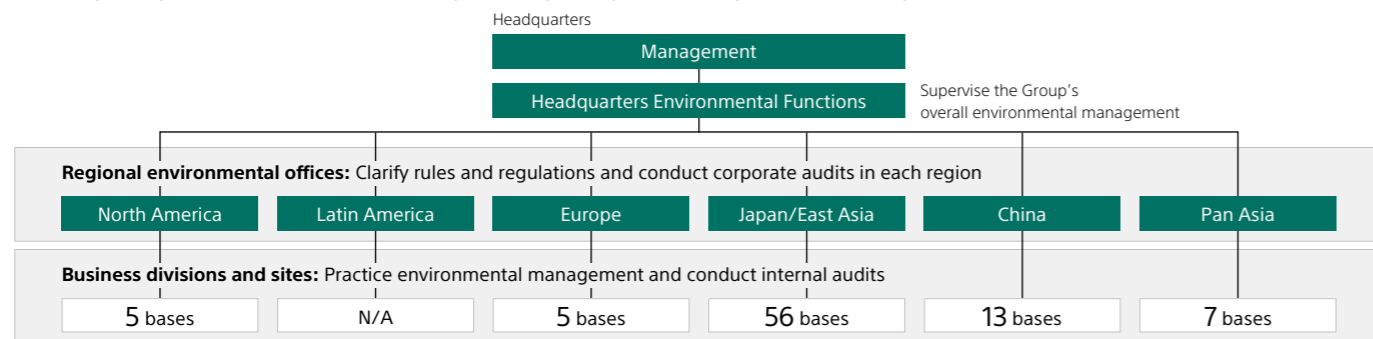 Headquarters
Management
Headquarters Environmental Functions
Supervise the Group's
overall environmental management
Regional environmental offices: Clarify rules and regulations and conduct corporate audits in each region
North America
Latin America
Europe
Japan/East Asia
China
Pan Asia
Business divisions and sites: Practice environmental management and conduct internal audits
5 bases
N/A
5 bases
56 bases
13 bases
7 bases